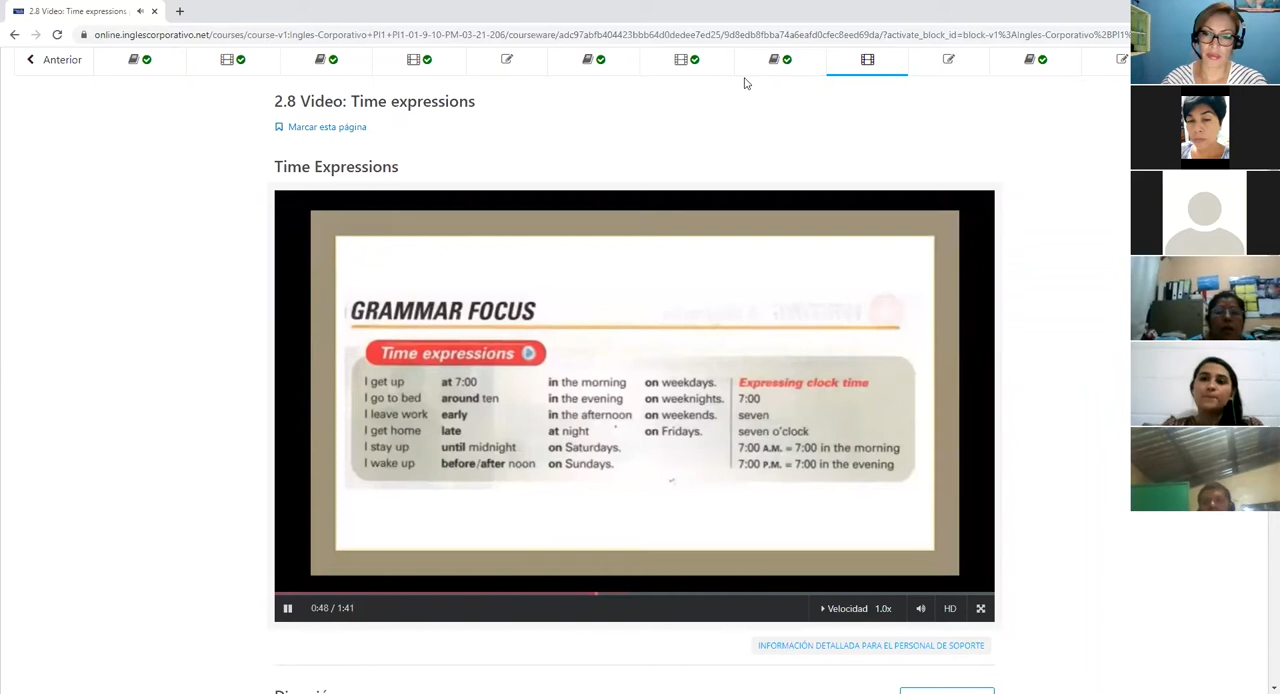 2.8 Video: Time expressions
online.inglescorporativo.net/courses/course-v1:Ingles-Corporativo+PI1+PI1-01-9-10-PM-03-21-206/courseware/adc97abfb404423bbb64d0dedee7ed25/9d8edb8fbba74a6eafd0cfec8eed69da/?activate_block_id=block-v1%3AIngles-Corporativo%2BPI1%
Anterior
2.8 Video: Time expressions
Marcar esta página
Time Expressions
GRAMMAR FOCUS
Time expressions
I get up at 7:00 in the morning on weekdays. Expressing clock time
I go to bed around ten in the evening on weeknights. 7:00
I leave work early in the afternoon on weekends. seven
I get home late at night on Fridays. seven o'clock
I stay up until midnight on Saturdays. 7:00 A.M. = 7:00 in the morning
I wake up before/after noon on Sundays. 7:00 P.M. = 7:00 in the evening
0:48 / 1:41 Velocidad 1.0x HD
INFORMACIÓN DETALLADA PARA EL PERSONAL DE SOPORTE